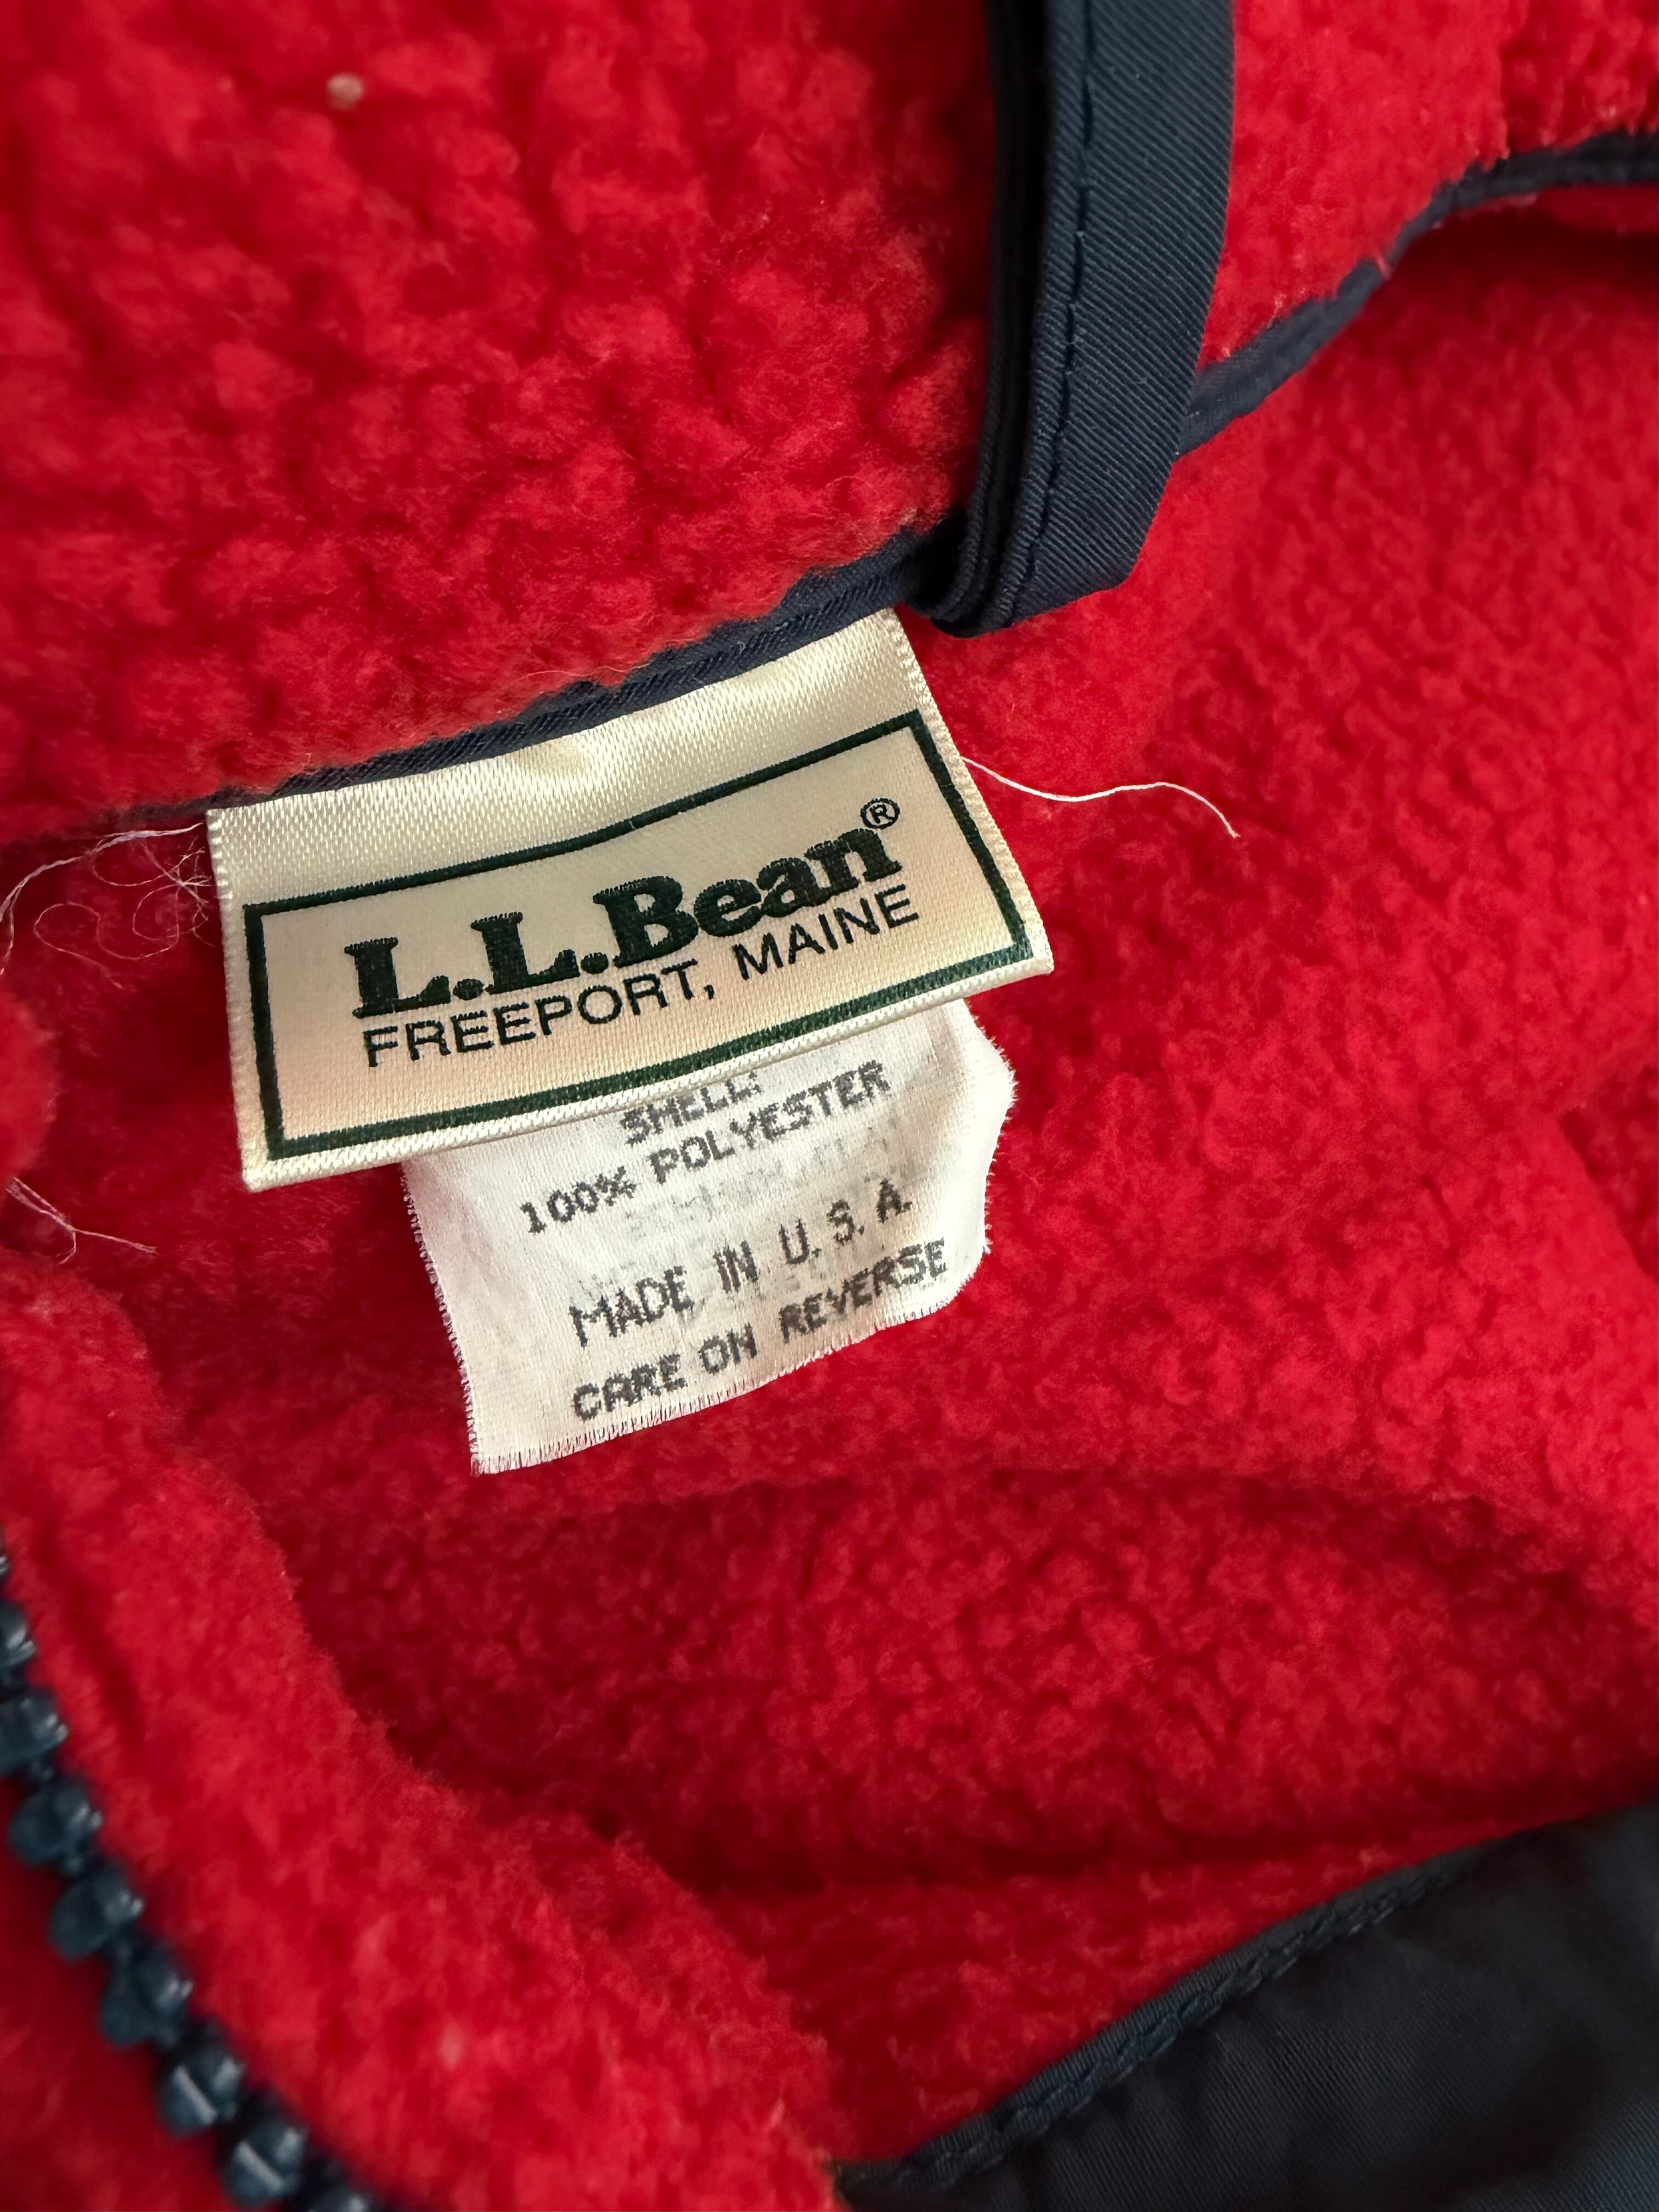 L.L.Bean®
FREEPORT, MAINE
SHELL:
100% POLYESTER
MADE IN U.S.A.
CARE ON REVERSE